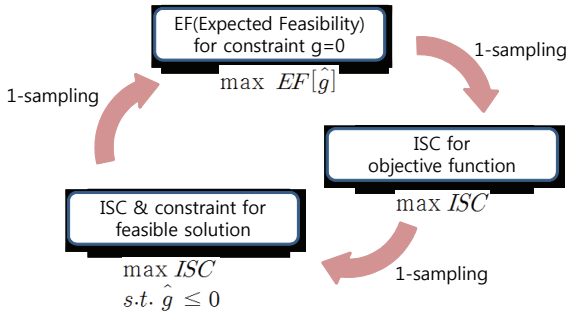 EF(Expected Feasibility)
for constraint g=0
max EF[ĝ]
1-sampling
ISC for
objective function
max ISC
1-sampling
ISC & constraint for
feasible solution
max ISC
s.t. ĝ ≤ 0
1-sampling